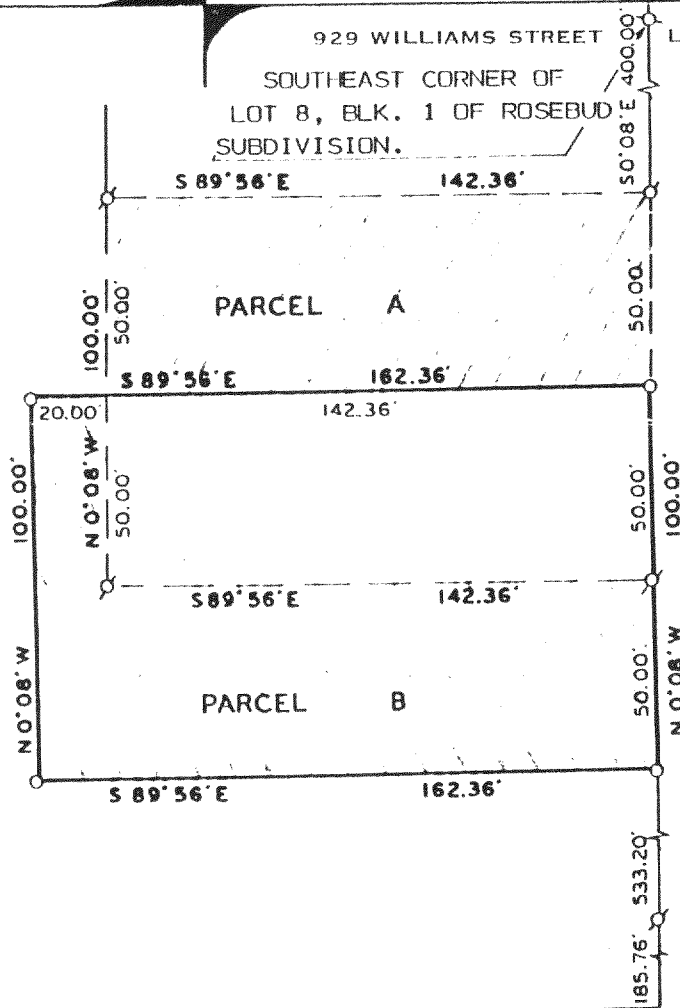 929 WILLIAMS STREET
L
400.00'
SOUTHEAST CORNER OF
LOT 8, BLK. 1 OF ROSEBUD
SUBDIVISION.
S 0°08' E
S 89°56' E 142.36'
PARCEL A
100.00'
50.00'
50.00'
S 89°56' E 162.36'
20.00' 142.36'
100.00'
N 0°08' W
50.00'
50.00'
100.00'
S 89°56' E 142.36'
N 0°08' W
PARCEL B
50.00'
N 0°08' W
S 89°56' E 162.36'
533.20'
185.76'